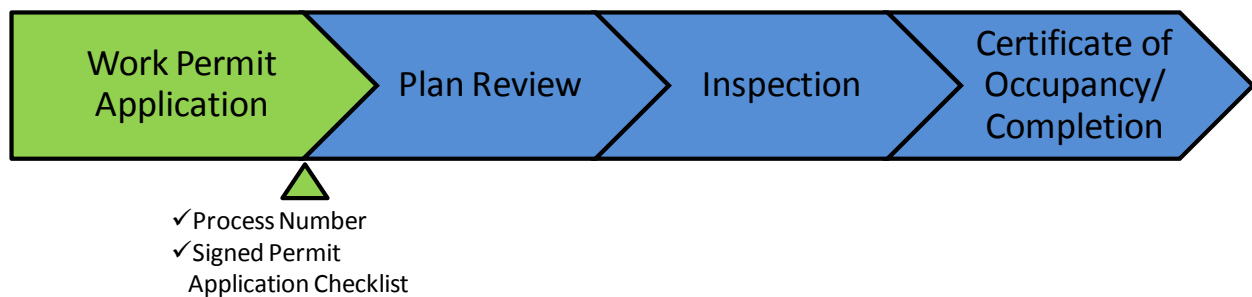 Work Permit
Application
Plan Review
Inspection
Certificate of
Occupancy/
Completion
✓Process Number
✓Signed Permit
Application Checklist